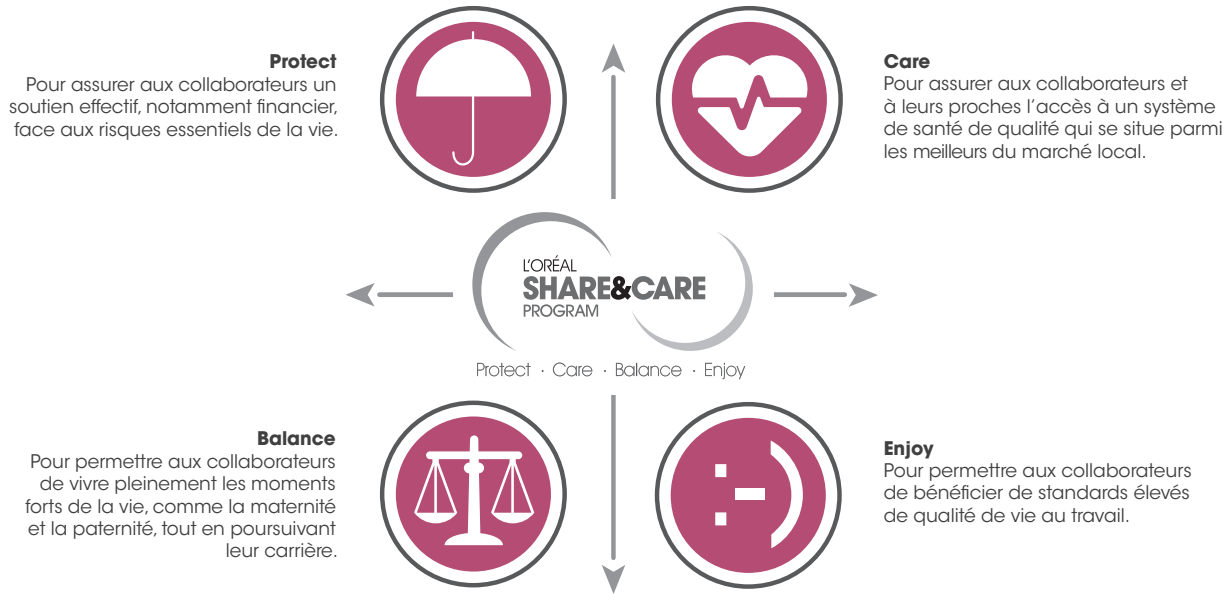 Protect
Pour assurer aux collaborateurs un
soutien effectif, notamment financier,
face aux risques essentiels de la vie.
Care
Pour assurer aux collaborateurs et
à leurs proches l’accès à un système
de santé de qualité qui se situe parmi
les meilleurs du marché local.
L’ORÉAL
SHARE&CARE
PROGRAM
Protect · Care · Balance · Enjoy
Balance
Pour permettre aux collaborateurs
de vivre pleinement les moments
forts de la vie, comme la maternité
et la paternité, tout en poursuivant
leur carrière.
Enjoy
Pour permettre aux collaborateurs
de bénéficier de standards élevés
de qualité de vie au travail.